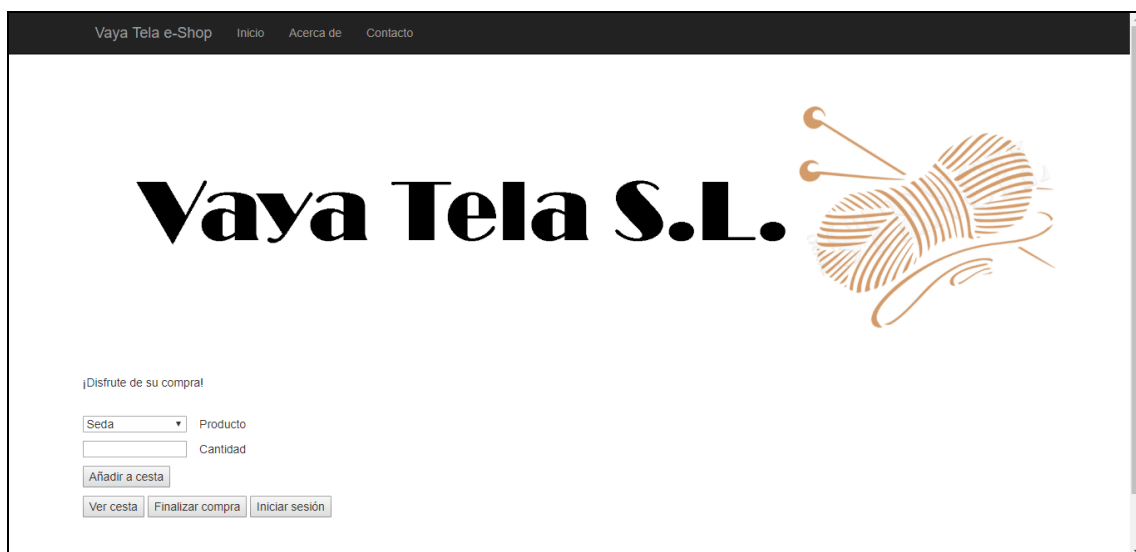 Vaya Tela e-Shop Inicio Acerca de Contacto
Vaya Tela S.L.
¡Disfrute de su compra!
Seda Producto
Cantidad
Añadir a cesta
Ver cesta Finalizar compra Iniciar sesión